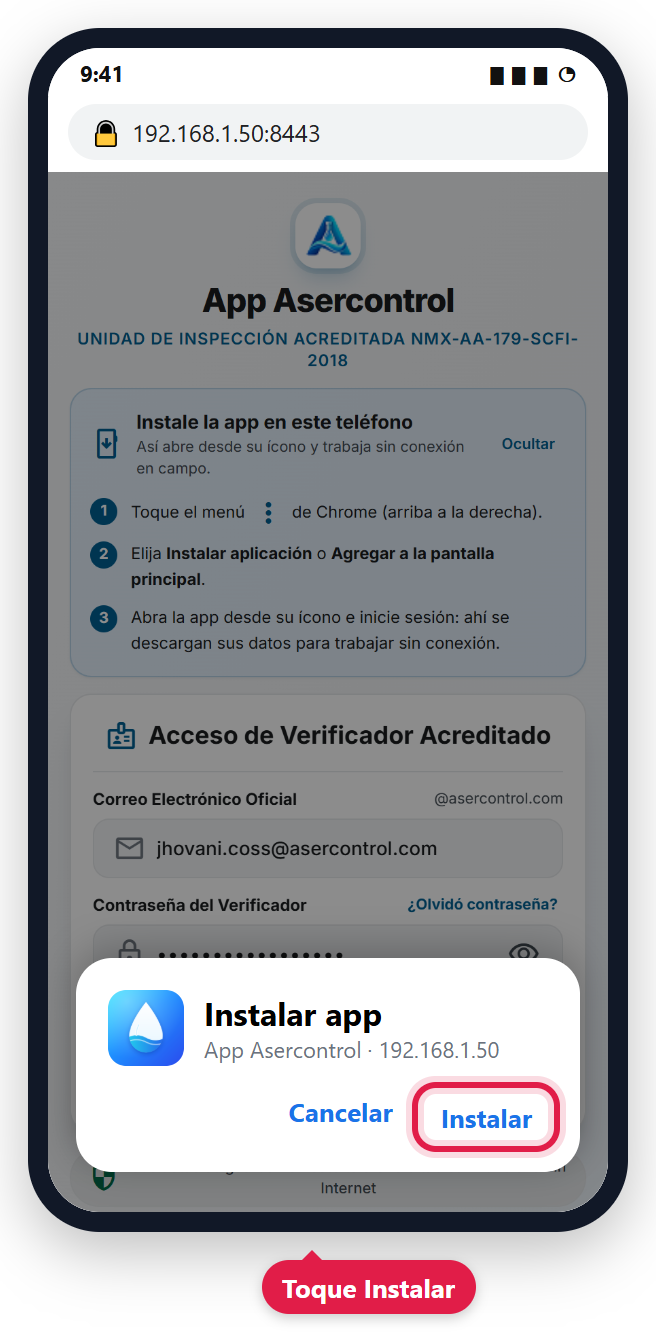 9:41
192.168.1.50:8443
App Asercontrol
UNIDAD DE INSPECCIÓN ACREDITADA NMX-AA-179-SCFI-
2018
Instale la app en este teléfono
Así abre desde su ícono y trabaja sin conexión
en campo.
Ocultar
1 Toque el menú de Chrome (arriba a la derecha).
2 Elija Instalar aplicación o Agregar a la pantalla
principal.
3 Abra la app desde su ícono e inicie sesión: ahí se
descargan sus datos para trabajar sin conexión.
Acceso de Verificador Acreditado
Correo Electrónico Oficial @asercontrol.com
jhovani.coss@asercontrol.com
Contraseña del Verificador ¿Olvidó contraseña?
Instalar app
App Asercontrol · 192.168.1.50
Cancelar Instalar
Internet
Toque Instalar